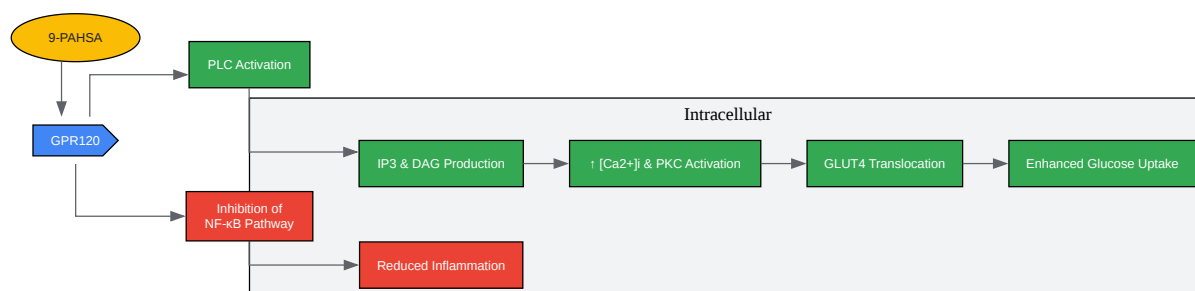 9-PAHSA
PLC Activation
Intracellular
GPR120
IP3 & DAG Production
↑ [Ca2+]i & PKC Activation
GLUT4 Translocation
Enhanced Glucose Uptake
Inhibition of
NF-κB Pathway
Reduced Inflammation